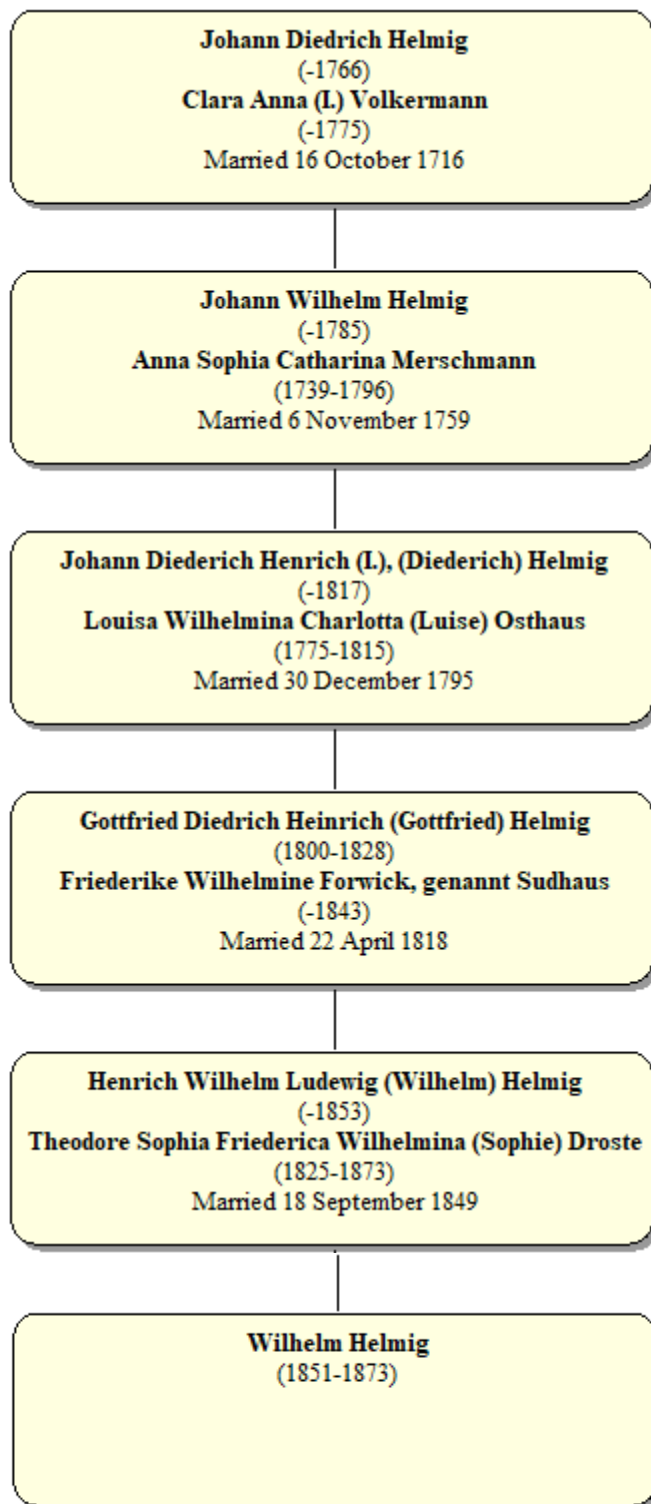 Johann Diedrich Helmig
(-1766)
Clara Anna (I.) Volkermann
(-1775)
Married 16 October 1716
Johann Wilhelm Helmig
(-1785)
Anna Sophia Catharina Merschmann
(1739-1796)
Married 6 November 1759
Johann Diederich Henrich (I.), (Diederich) Helmig
(-1817)
Louisa Wilhelmina Charlotta (Luise) Osthaus
(1775-1815)
Married 30 December 1795
Gottfried Diedrich Heinrich (Gottfried) Helmig
(1800-1828)
Friederike Wilhelmine Forwick, genannt Sudhaus
(-1843)
Married 22 April 1818
Henrich Wilhelm Ludewig (Wilhelm) Helmig
(-1853)
Theodore Sophia Friederica Wilhelmina (Sophie) Droste
(1825-1873)
Married 18 September 1849
Wilhelm Helmig
(1851-1873)